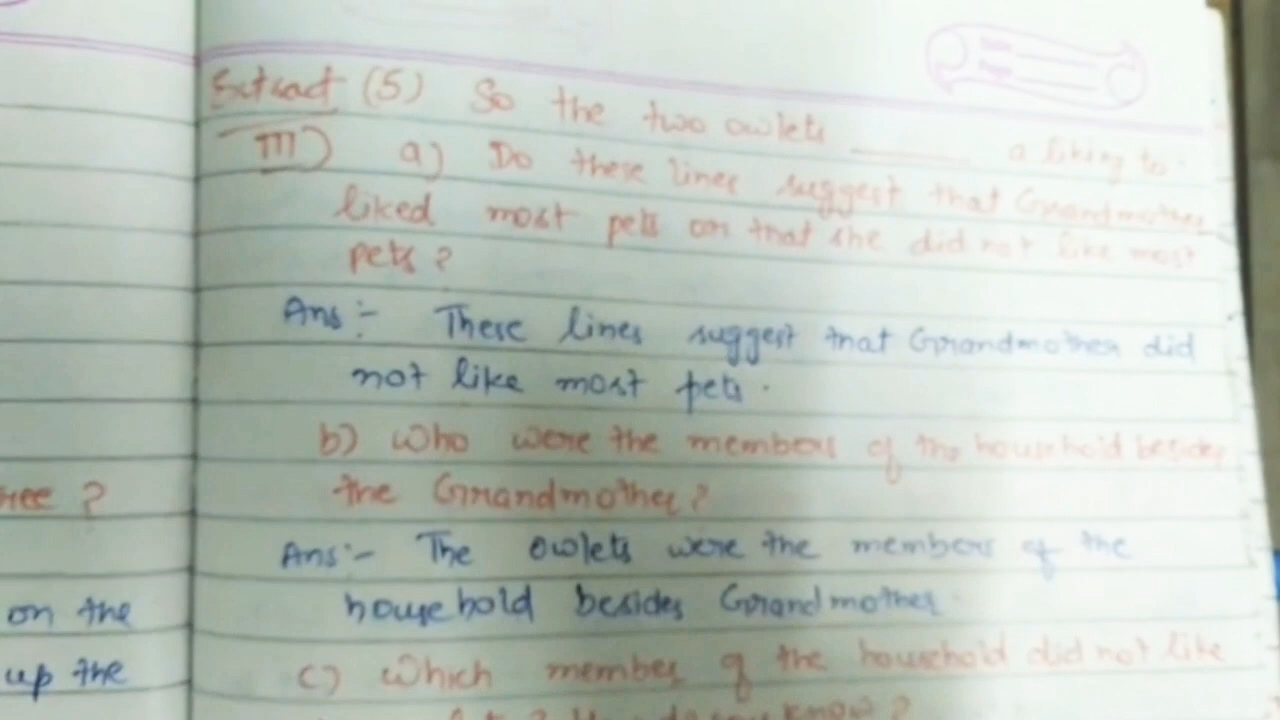 Extract (5) So the two owlets ____ a liking to.
III) a) Do these lines suggest that Grandmother
liked most pets or that she did not like most
pets ?
Ans :- These lines suggest that Grandmother did
not like most pets .
b) Who were the members of the household besides
the Grandmother ?
Ans :- The owlets were the members of the
household besides Grandmother.
c) Which member of the household did not like
know ?
ree ?
on the
up the